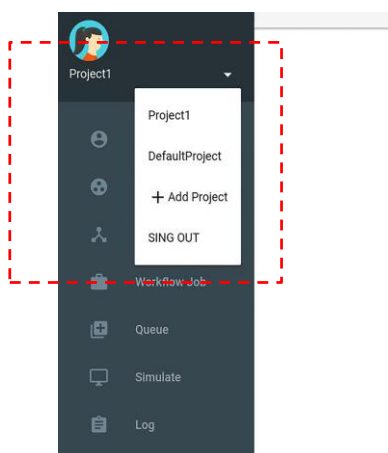 Project1
Project1
DefaultProject
+ Add Project
SING OUT
Workflow Job
Queue
Simulate
Log